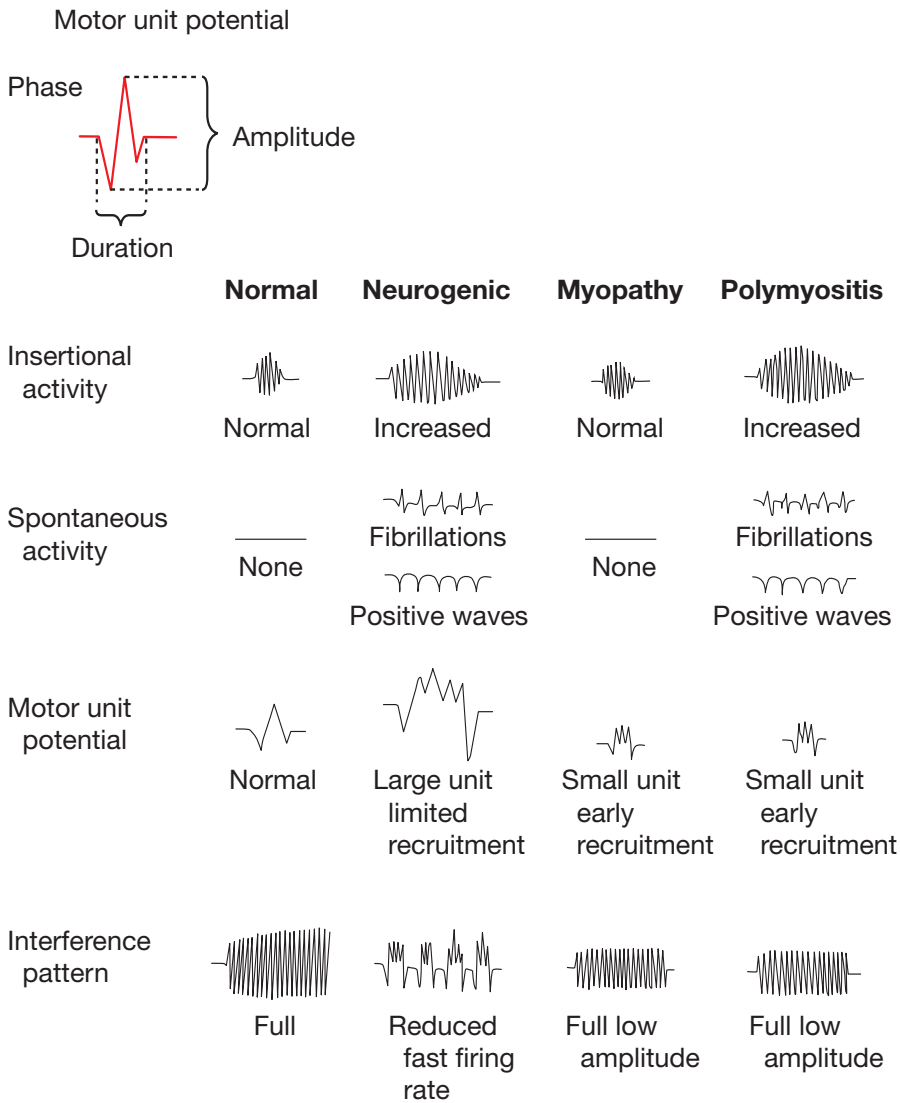 Motor unit potential
Phase
Amplitude
Duration
Normal Neurogenic Myopathy Polymyositis
Insertional
activity
Normal Increased Normal Increased
Spontaneous
activity
None
Fibrillations
Positive waves
None
Fibrillations
Positive waves
Motor unit
potential
Normal
Large unit
limited
recruitment
Small unit
early
recruitment
Small unit
early
recruitment
Interference
pattern
Full
Reduced
fast firing
rate
Full low
amplitude
Full low
amplitude